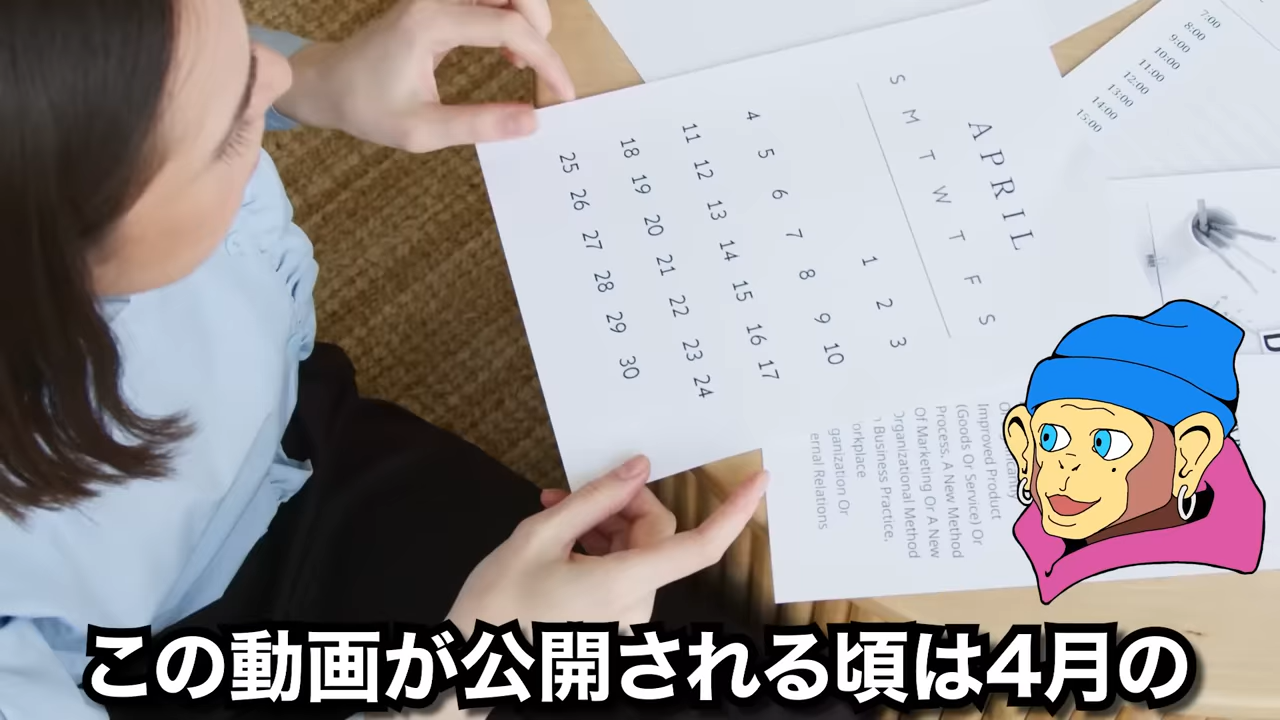 APRIL
S M T W T F S
1 2 3
4 5 6 7 8 9 10
11 12 13 14 15 16 17
18 19 20 21 22 23 24
25 26 27 28 29 30
7:00
8:00
9:00
10:00
11:00
12:00
13:00
14:00
15:00
Improved Product
(Goods Or Service) Or
Process, A New Method
Of Marketing Or A New
Organizational Method
Business Practice,
ganization Or
ernal Relations
この動画が公開される頃は4月の